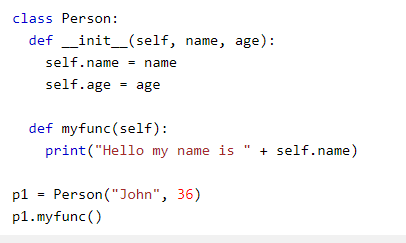 class Person:
  def __init__(self, name, age):
    self.name = name
    self.age = age

  def myfunc(self):
    print("Hello my name is " + self.name)

p1 = Person("John", 36)
p1.myfunc()